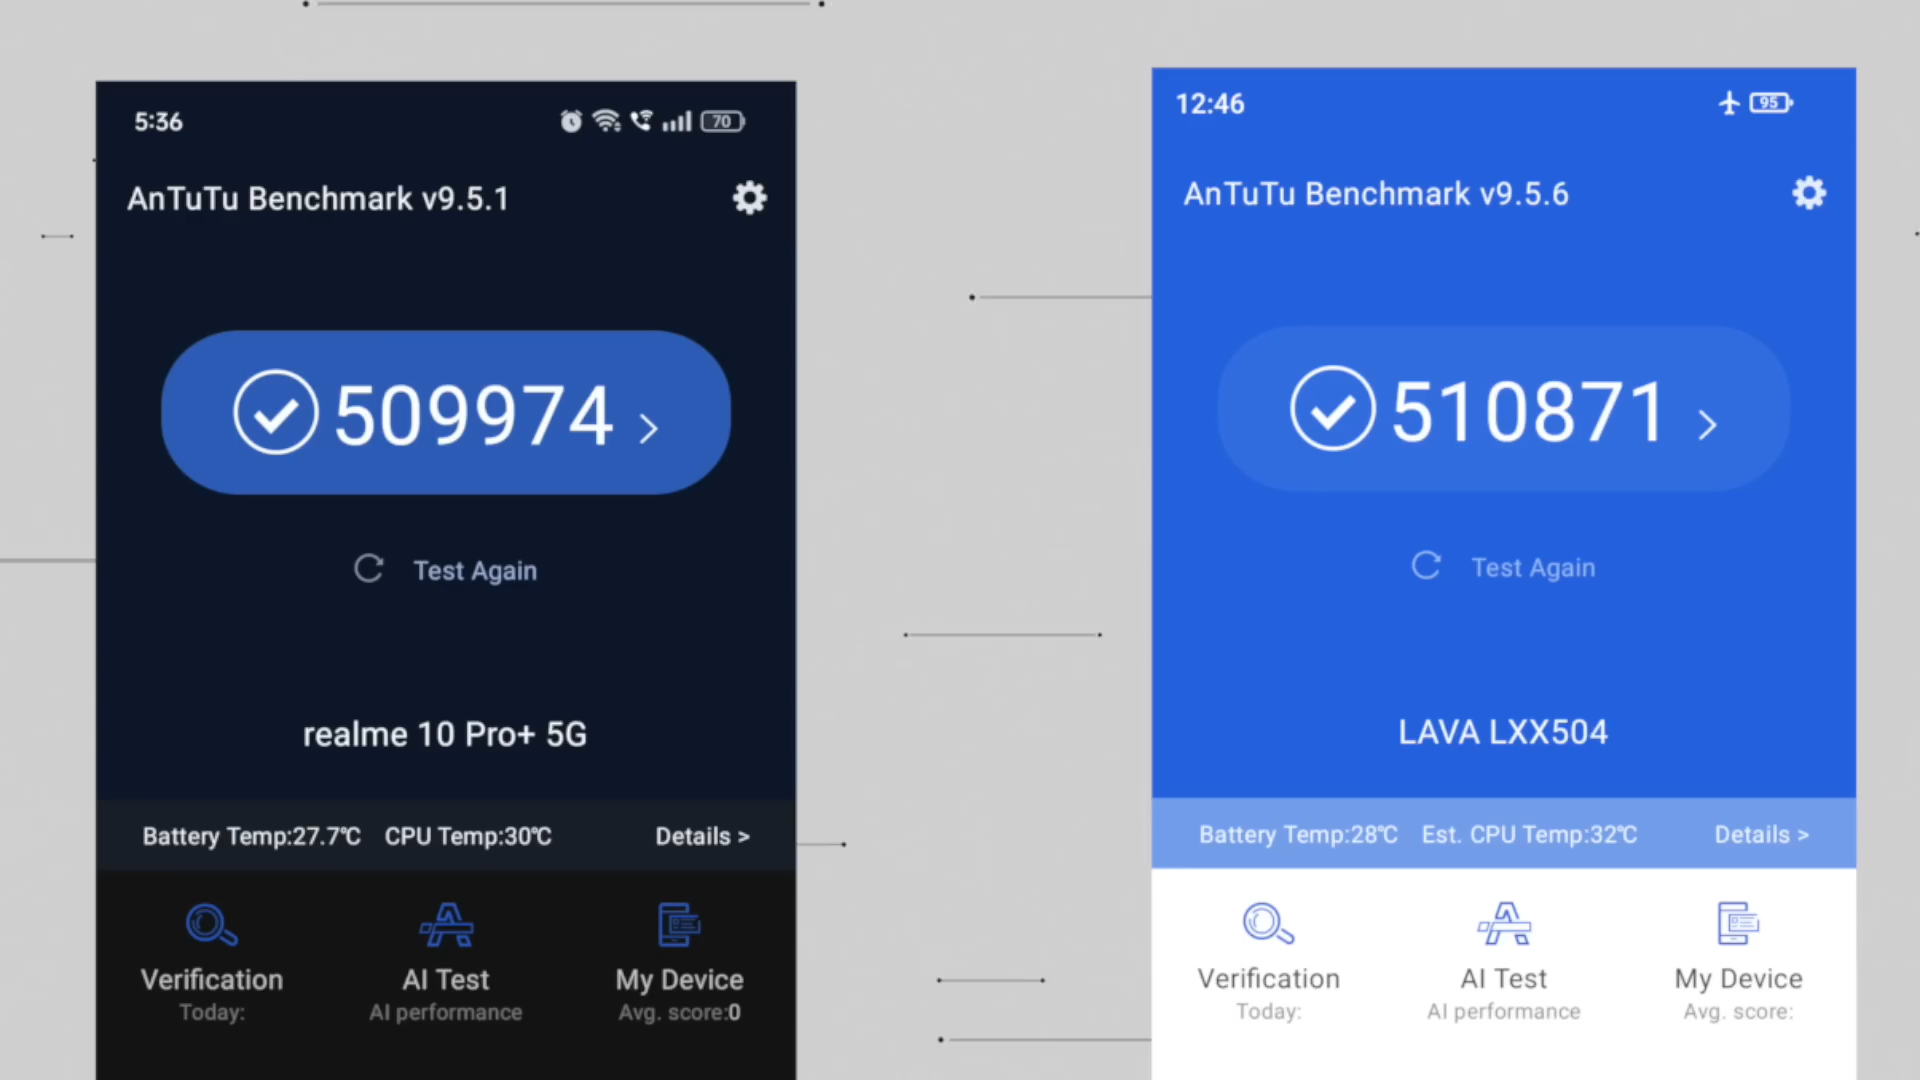 5:36
70
AnTuTu Benchmark v9.5.1
509974 >
Test Again
realme 10 Pro+ 5G
Battery Temp:27.7℃ CPU Temp:30℃ Details >
Verification
Today:
AI Test
AI performance
My Device
Avg. score:0
12:46
95
AnTuTu Benchmark v9.5.6
510871 >
Test Again
LAVA LXX504
Battery Temp:28℃ Est. CPU Temp:32℃ Details >
Verification
Today:
AI Test
AI performance
My Device
Avg. score: